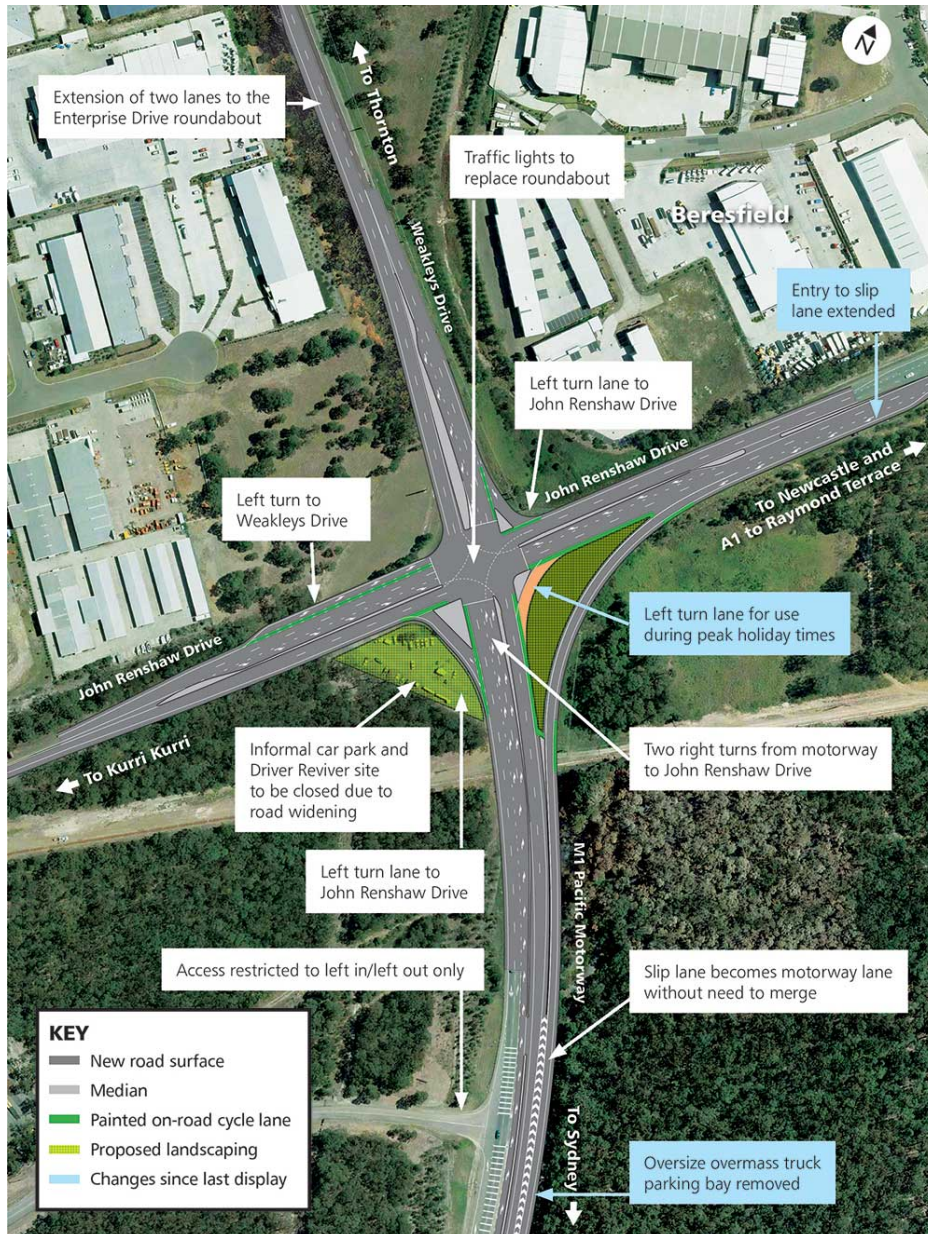 N
Extension of two lanes to the
Enterprise Drive roundabout
To Thornton
Traffic lights to
replace roundabout
Beresfield
Weakleys Drive
Entry to slip
lane extended
Left turn lane to
John Renshaw Drive
John Renshaw Drive
To Newcastle and
A1 to Raymond Terrace
Left turn to
Weakleys Drive
Left turn lane for use
during peak holiday times
John Renshaw Drive
To Kurri Kurri
Informal car park and
Driver Reviver site
to be closed due to
road widening
Two right turns from motorway
to John Renshaw Drive
Left turn lane to
John Renshaw Drive
M1 Pacific Motorway
Access restricted to left in/left out only
Slip lane becomes motorway lane
without need to merge
KEY
New road surface
Median
Painted on-road cycle lane
Proposed landscaping
Changes since last display
To Sydney
Oversize overmass truck
parking bay removed